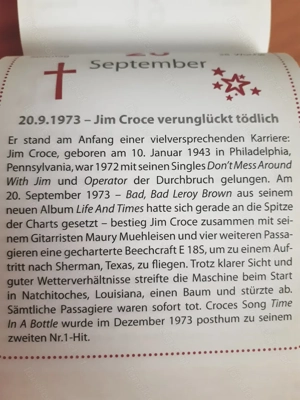 September
20.9.1973 – Jim Croce verunglückt tödlich
Er stand am Anfang einer vielversprechenden Karriere:
Jim Croce, geboren am 10. Januar 1943 in Philadelphia,
Pennsylvania, war 1972 mit seinen Singles Don't Mess Around
With Jim und Operator der Durchbruch gelungen. Am
20. September 1973 – Bad, Bad Leroy Brown aus seinem
neuen Album Life And Times hatte sich gerade an die Spitze
der Charts gesetzt – bestieg Jim Croce zusammen mit sei-
nem Gitarristen Maury Muehleisen und vier weiteren Passa-
gieren eine gecharterte Beechcraft E 18S, um zu einem Auf-
tritt nach Sherman, Texas, zu fliegen. Trotz klarer Sicht und
guter Wetterverhältnisse streifte die Maschine beim Start
in Natchitoches, Louisiana, einen Baum und stürzte ab.
Sämtliche Passagiere waren sofort tot. Croces Song Time
In A Bottle wurde im Dezember 1973 posthum zu seinem
zweiten Nr.1-Hit.